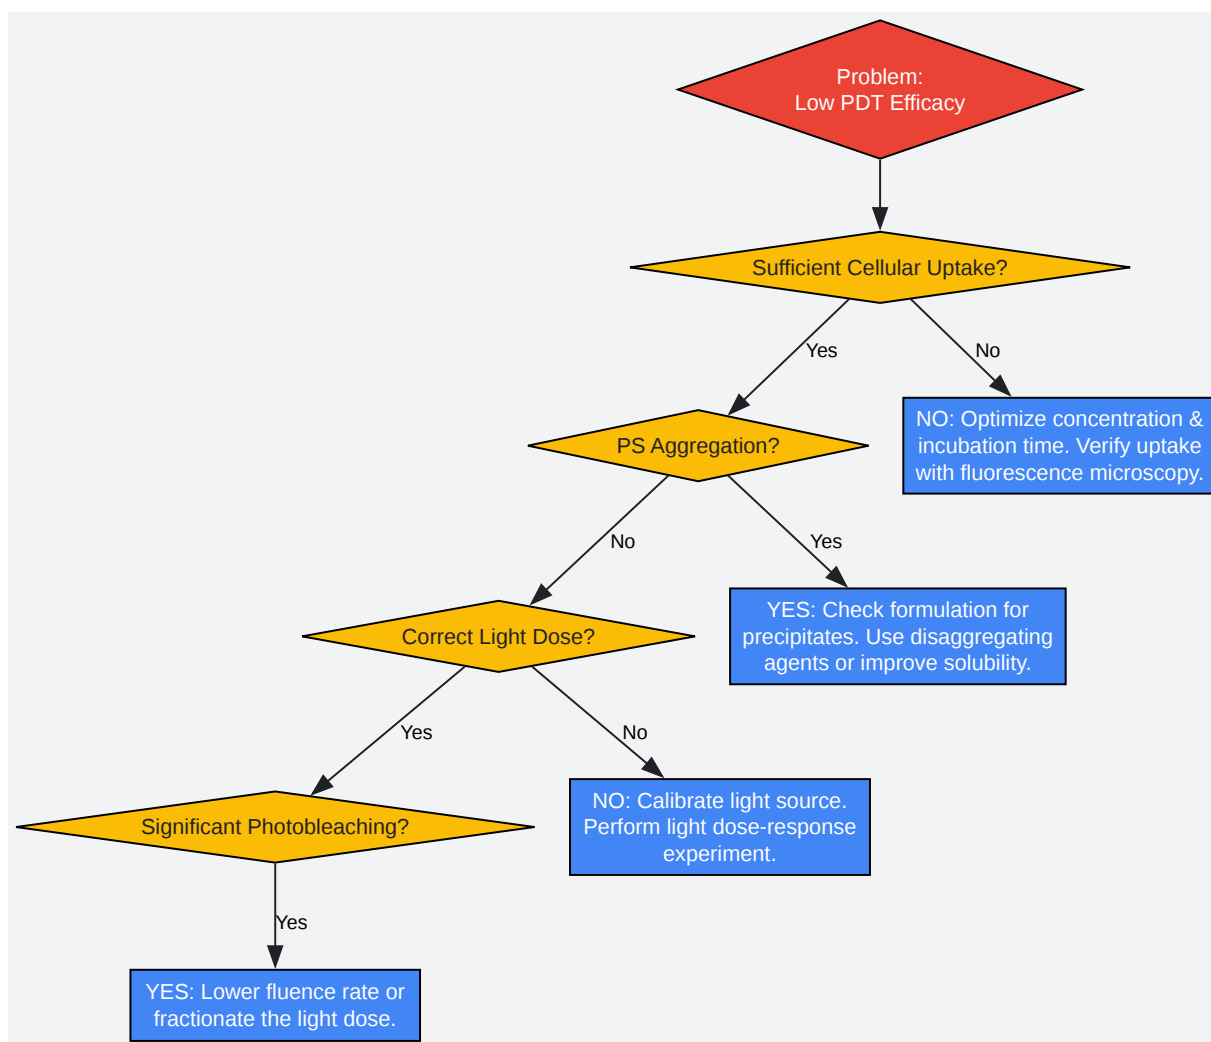 Problem:
Low PDT Efficacy
Sufficient Cellular Uptake?
Yes
No
NO: Optimize concentration &
incubation time. Verify uptake
with fluorescence microscopy.
PS Aggregation?
No
Yes
YES: Check formulation for
precipitates. Use disaggregating
agents or improve solubility.
Correct Light Dose?
Yes
No
NO: Calibrate light source.
Perform light dose-response
experiment.
Significant Photobleaching?
Yes
YES: Lower fluence rate or
fractionate the light dose.